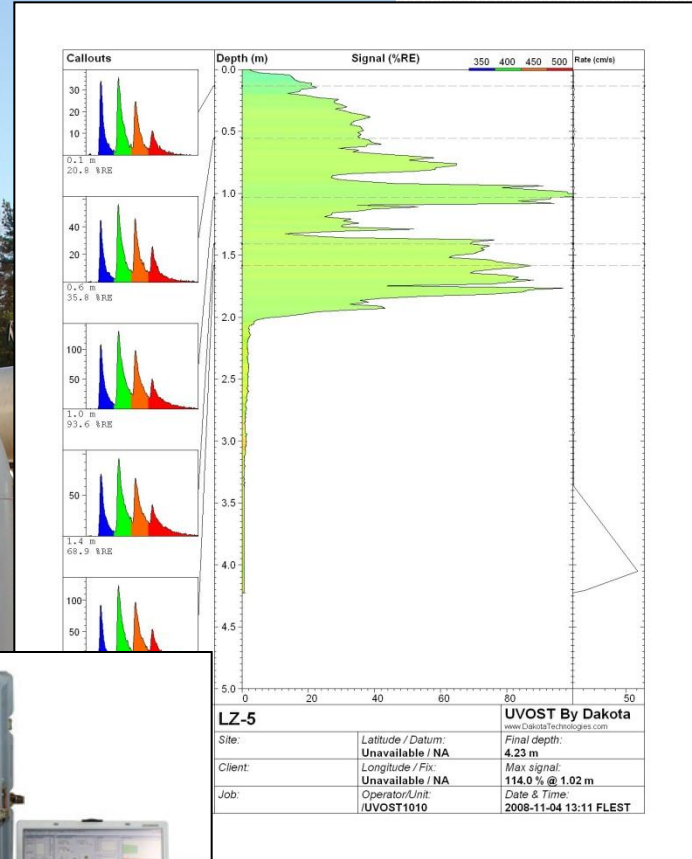 Callouts
Depth (m)
Signal (%RE)
350 400 450 500
Rate (cm/s)
30
20
10
0.1 m
20.8 %RE
40
20
0.6 m
35.8 %RE
100
50
1.0 m
93.6 %RE
50
1.4 m
68.9 %RE
100
50
0.0
0.5
1.0
1.5
2.0
2.5
3.0
3.5
4.0
4.5
5.0
0 20 40 60 80
50
LZ-5
UVOST By Dakota
www.DakotaTechnologies.com
Site:
Latitude / Datum:
Unavailable / NA
Final depth:
4.23 m
Client:
Longitude / Fix:
Unavailable / NA
Max signal:
114.0 % @ 1.02 m
Job:
Operator/Unit:
/UVOST1010
Date & Time:
2008-11-04 13:11 FLEST